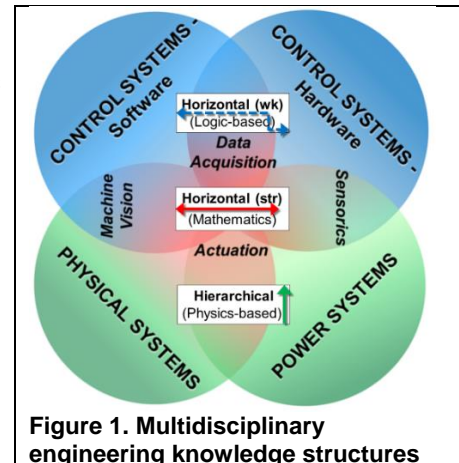 CONTROL SYSTEMS -
Software
CONTROL SYSTEMS -
Hardware
Horizontal (wk)
(Logic-based)
Data
Acquisition
Machine
Vision
Horizontal (str)
(Mathematics)
Sensorics
Actuation
PHYSICAL SYSTEMS
Hierarchical
(Physics-based)
POWER SYSTEMS
Figure 1. Multidisciplinary
engineering knowledge structures